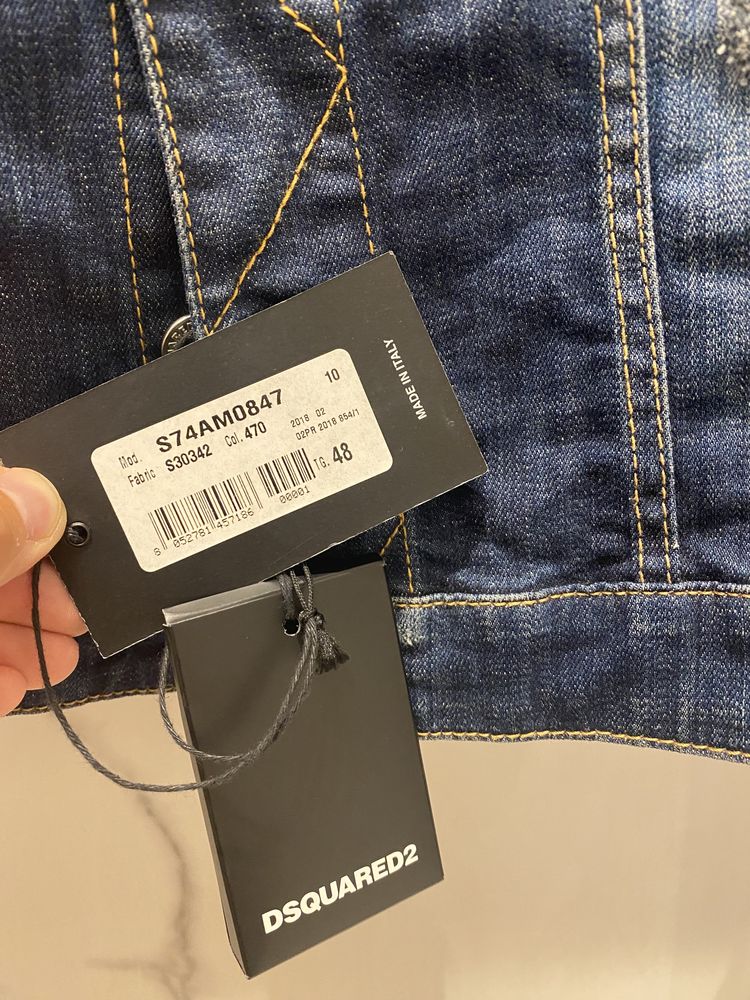 MADE IN ITALY
10
Mod. S74AM0847
Fabric S30342 Col. 470
2018 02
02PR 2018 854/1
TG. 48
8 052781 457186
00001
DSQUARED2